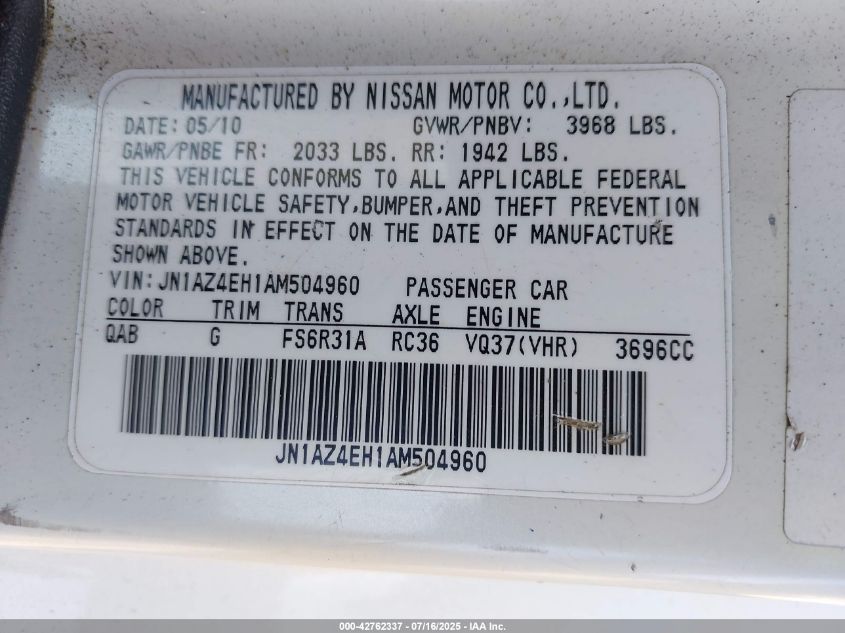 MANUFACTURED BY NISSAN MOTOR CO.,LTD.
DATE: 05/10 GVWR/PNBV: 3968 LBS.
GAWR/PNBE FR: 2033 LBS. RR: 1942 LBS.
THIS VEHICLE CONFORMS TO ALL APPLICABLE FEDERAL
MOTOR VEHICLE SAFETY,BUMPER,AND THEFT PREVENTION
STANDARDS IN EFFECT ON THE DATE OF MANUFACTURE
SHOWN ABOVE.
VIN: JN1AZ4EH1AM504960 PASSENGER CAR
COLOR TRIM TRANS AXLE ENGINE
QAB G FS6R31A RC36 VQ37(VHR) 3696CC
JN1AZ4EH1AM504960
000-42762337 - 07/16/2025 - IAA Inc.